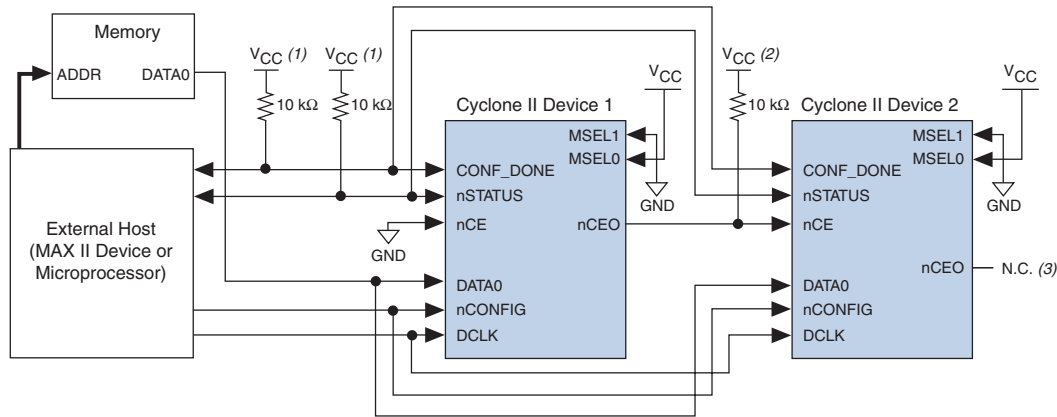 Memory
ADDR DATA0
VCC (1)
10 kΩ
VCC (1)
10 kΩ
External Host
(MAX II Device or
Microprocessor)
GND
Cyclone II Device 1
MSEL1
MSEL0
CONF_DONE
nSTATUS
nCE
nCEO
DATA0
nCONFIG
DCLK
VCC
GND
VCC (2)
10 kΩ
Cyclone II Device 2
MSEL1
MSEL0
CONF_DONE
nSTATUS
nCE
nCEO
DATA0
nCONFIG
DCLK
VCC
GND
N.C. (3)